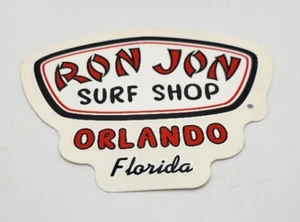 RON JON
SURF SHOP
®
ORLANDO
Florida